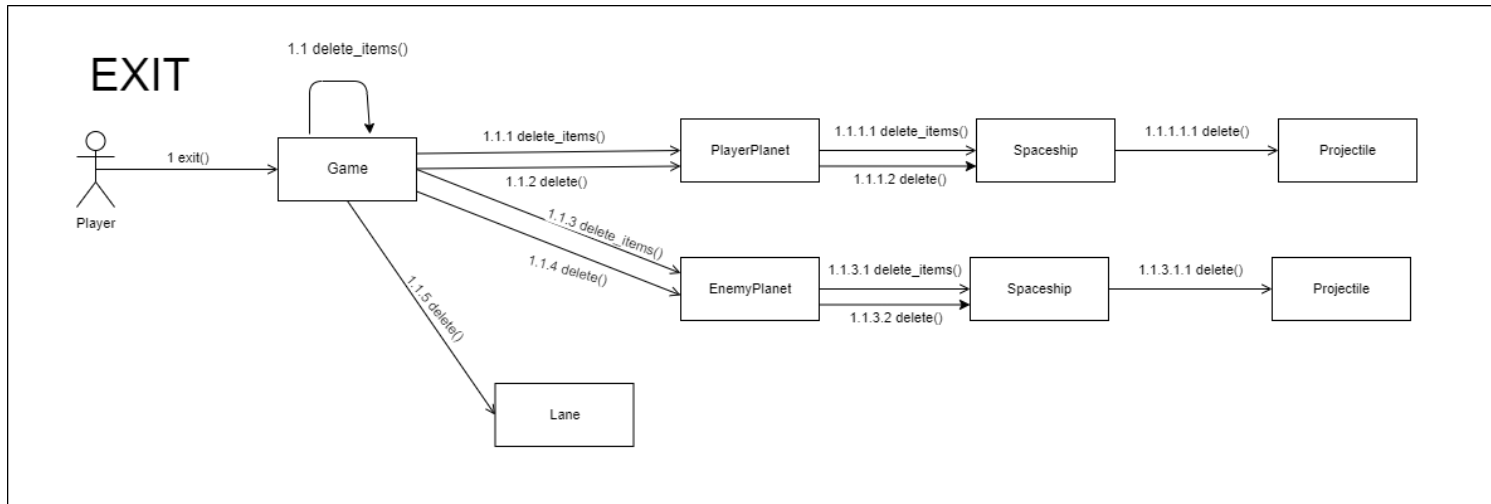 EXIT
1.1 delete_items()
Player
1 exit()
Game
1.1.1 delete_items()
1.1.2 delete()
PlayerPlanet
1.1.1.1 delete_items()
1.1.1.2 delete()
Spaceship
1.1.1.1.1 delete()
Projectile
1.1.3 delete_items()
1.1.4 delete()
EnemyPlanet
1.1.3.1 delete_items()
1.1.3.2 delete()
Spaceship
1.1.3.1.1 delete()
Projectile
1.1.5 delete()
Lane